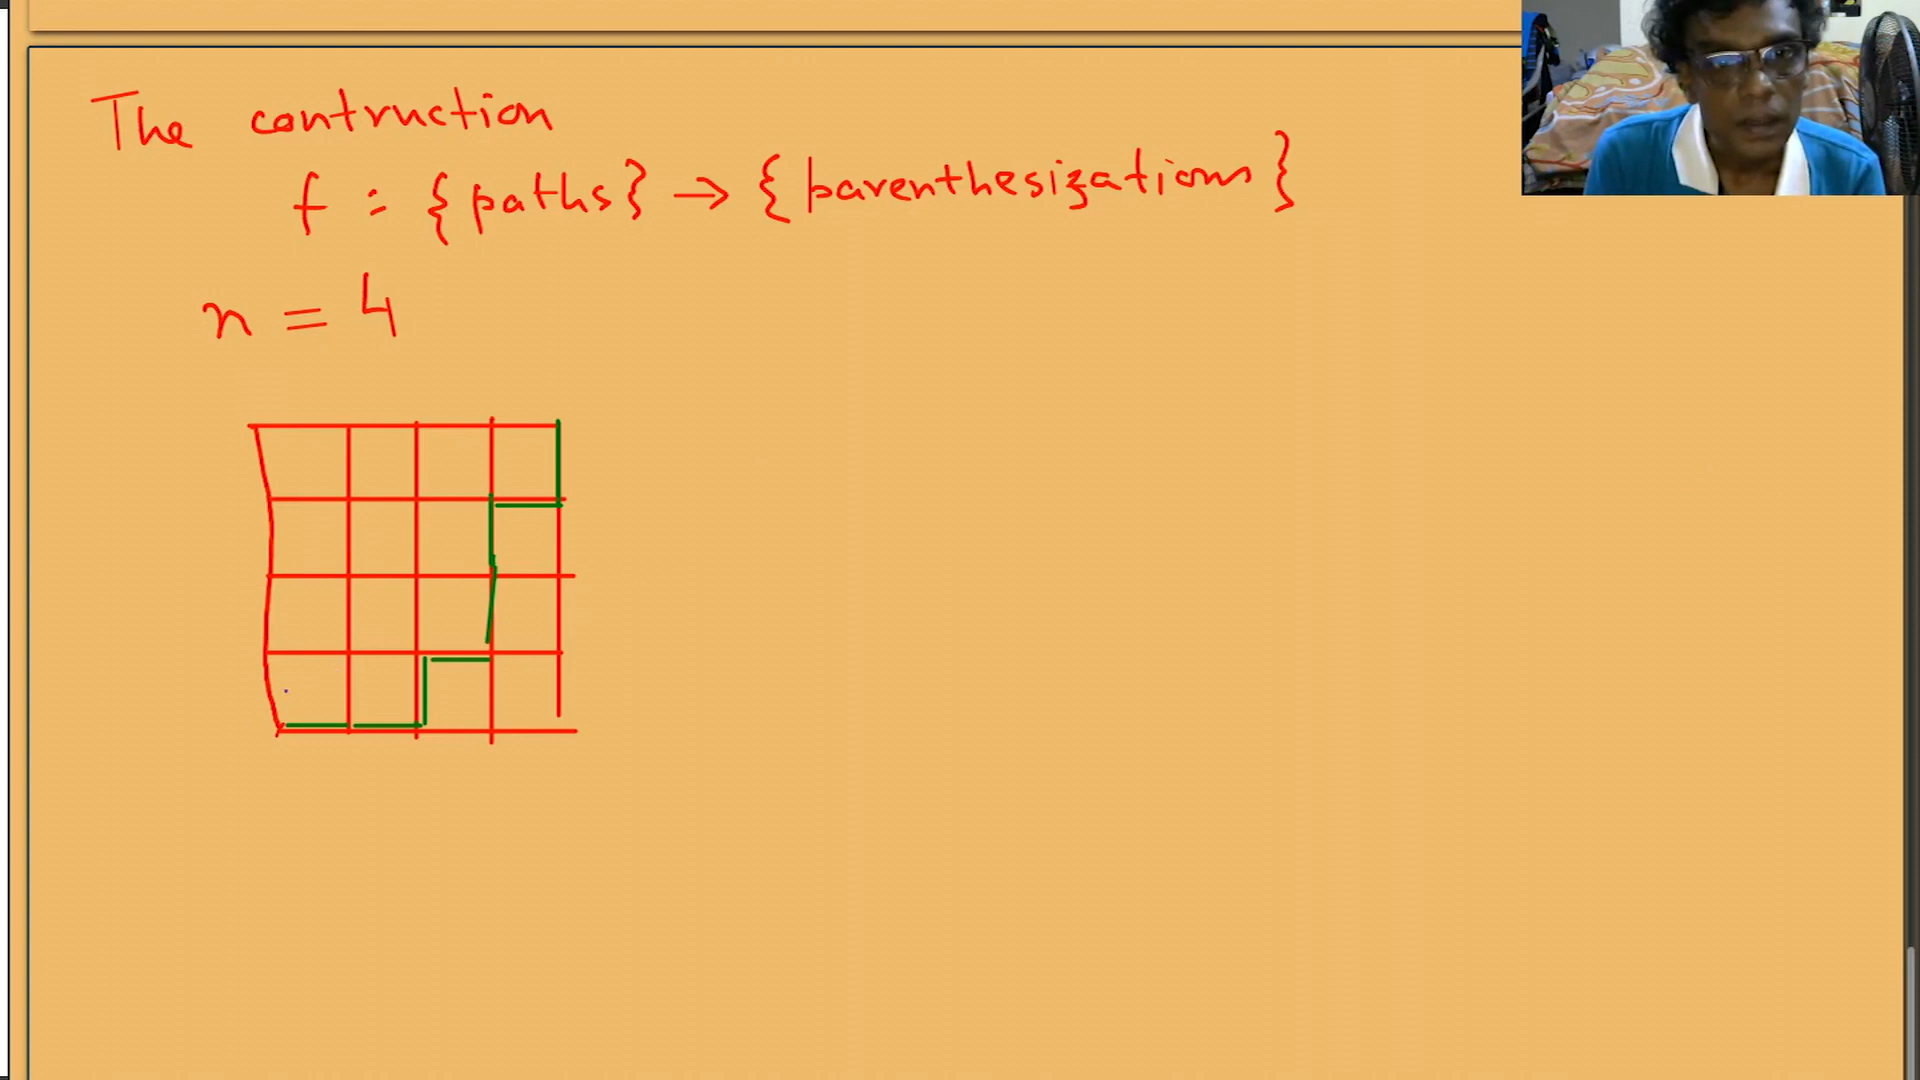 The contruction
f : {paths} → {parenthesizations}
n = 4